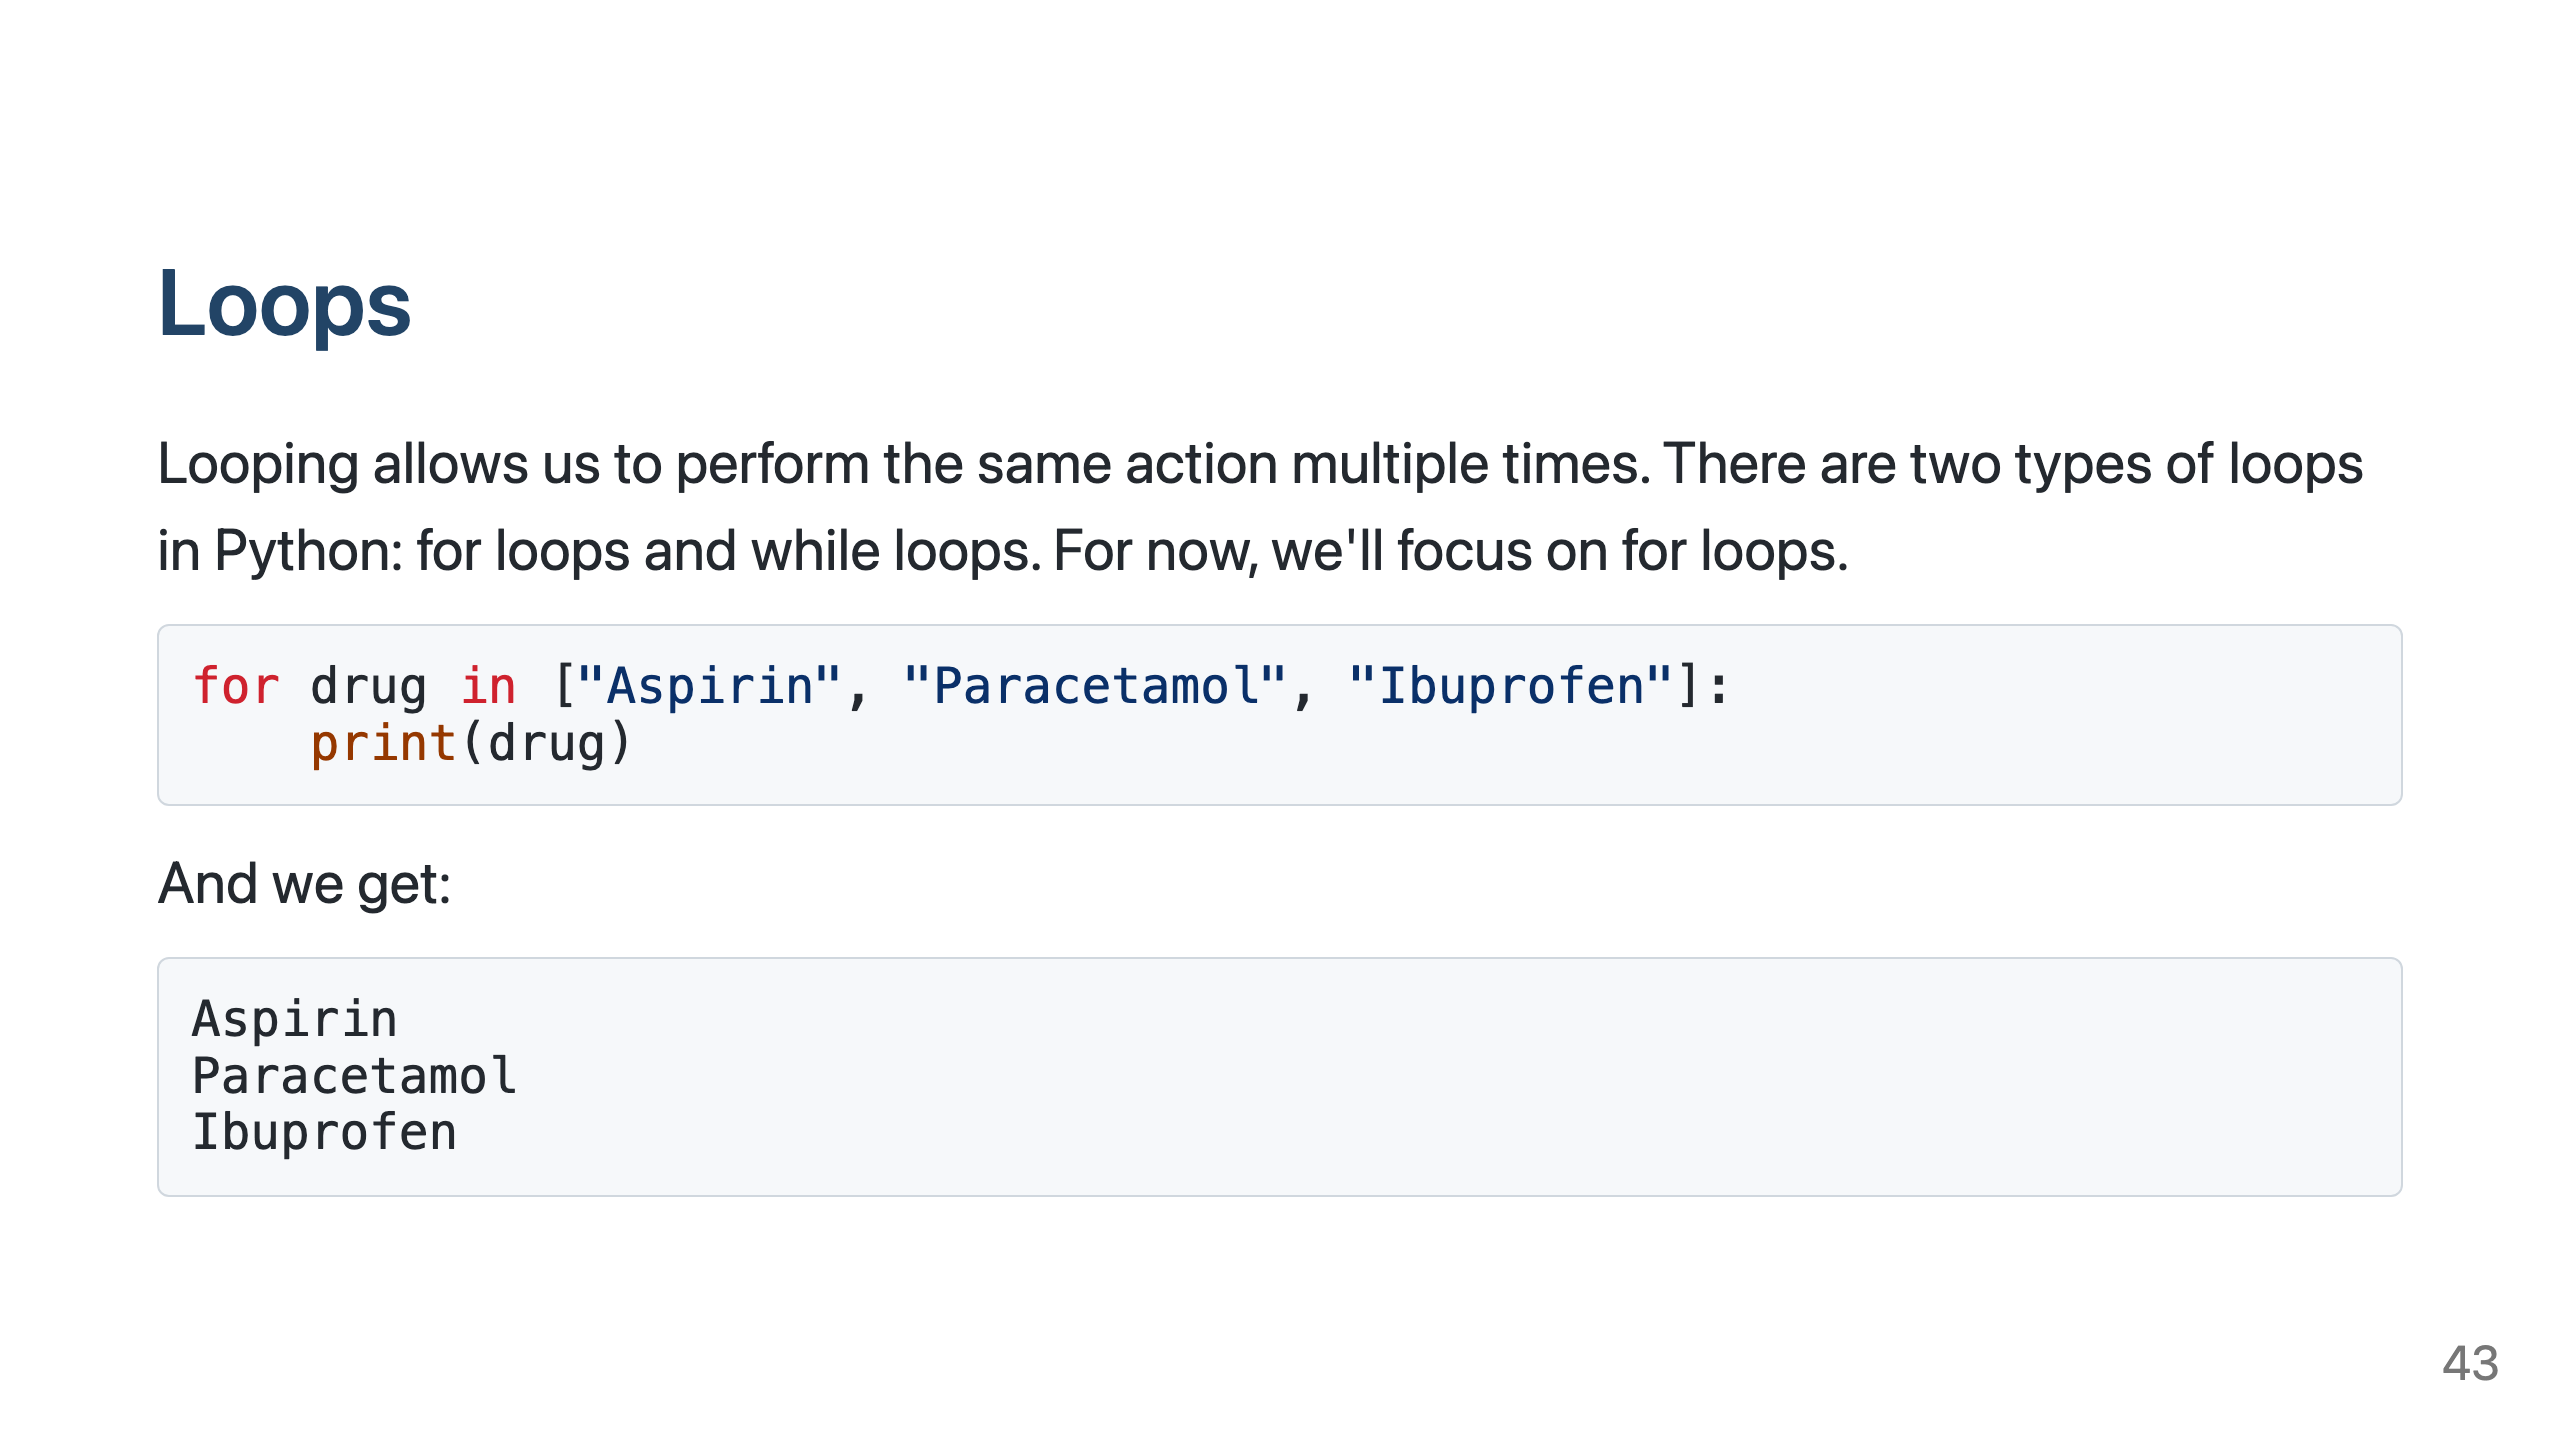 Loops
Looping allows us to perform the same action multiple times. There are two types of loops
in Python: for loops and while loops. For now, we'll focus on for loops.
for drug in ["Aspirin", "Paracetamol", "Ibuprofen"]:
    print(drug)
And we get:
Aspirin
Paracetamol
Ibuprofen
43